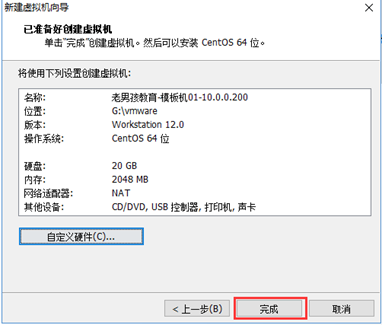 新建虚拟机向导
已准备好创建虚拟机
单击"完成"创建虚拟机。然后可以安装 CentOS 64 位。
将使用下列设置创建虚拟机:
名称: 老男孩教育-模板机01-10.0.0.200
位置: G:\vmware
版本: Workstation 12.0
操作系统: CentOS 64 位
硬盘: 20 GB
内存: 2048 MB
网络适配器: NAT
其他设备: CD/DVD, USB 控制器, 打印机, 声卡
自定义硬件(C)...
< 上一步(B) 完成 取消